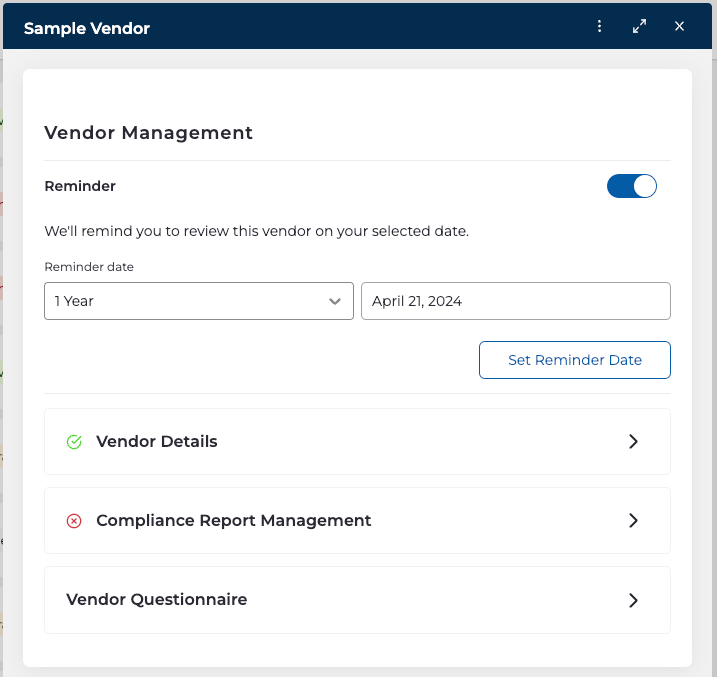 Sample Vendor
Vendor Management
Reminder
We'll remind you to review this vendor on your selected date.
Reminder date
1 Year
April 21, 2024
Set Reminder Date
Vendor Details
Compliance Report Management
Vendor Questionnaire